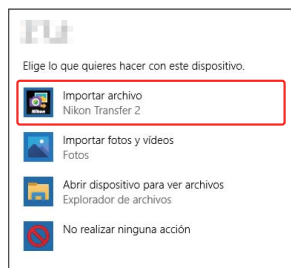 Elige lo que quieres hacer con este dispositivo.
Importar archivo
Nikon Transfer 2
Importar fotos y vídeos
Fotos
Abrir dispositivo para ver archivos
Explorador de archivos
No realizar ninguna acción